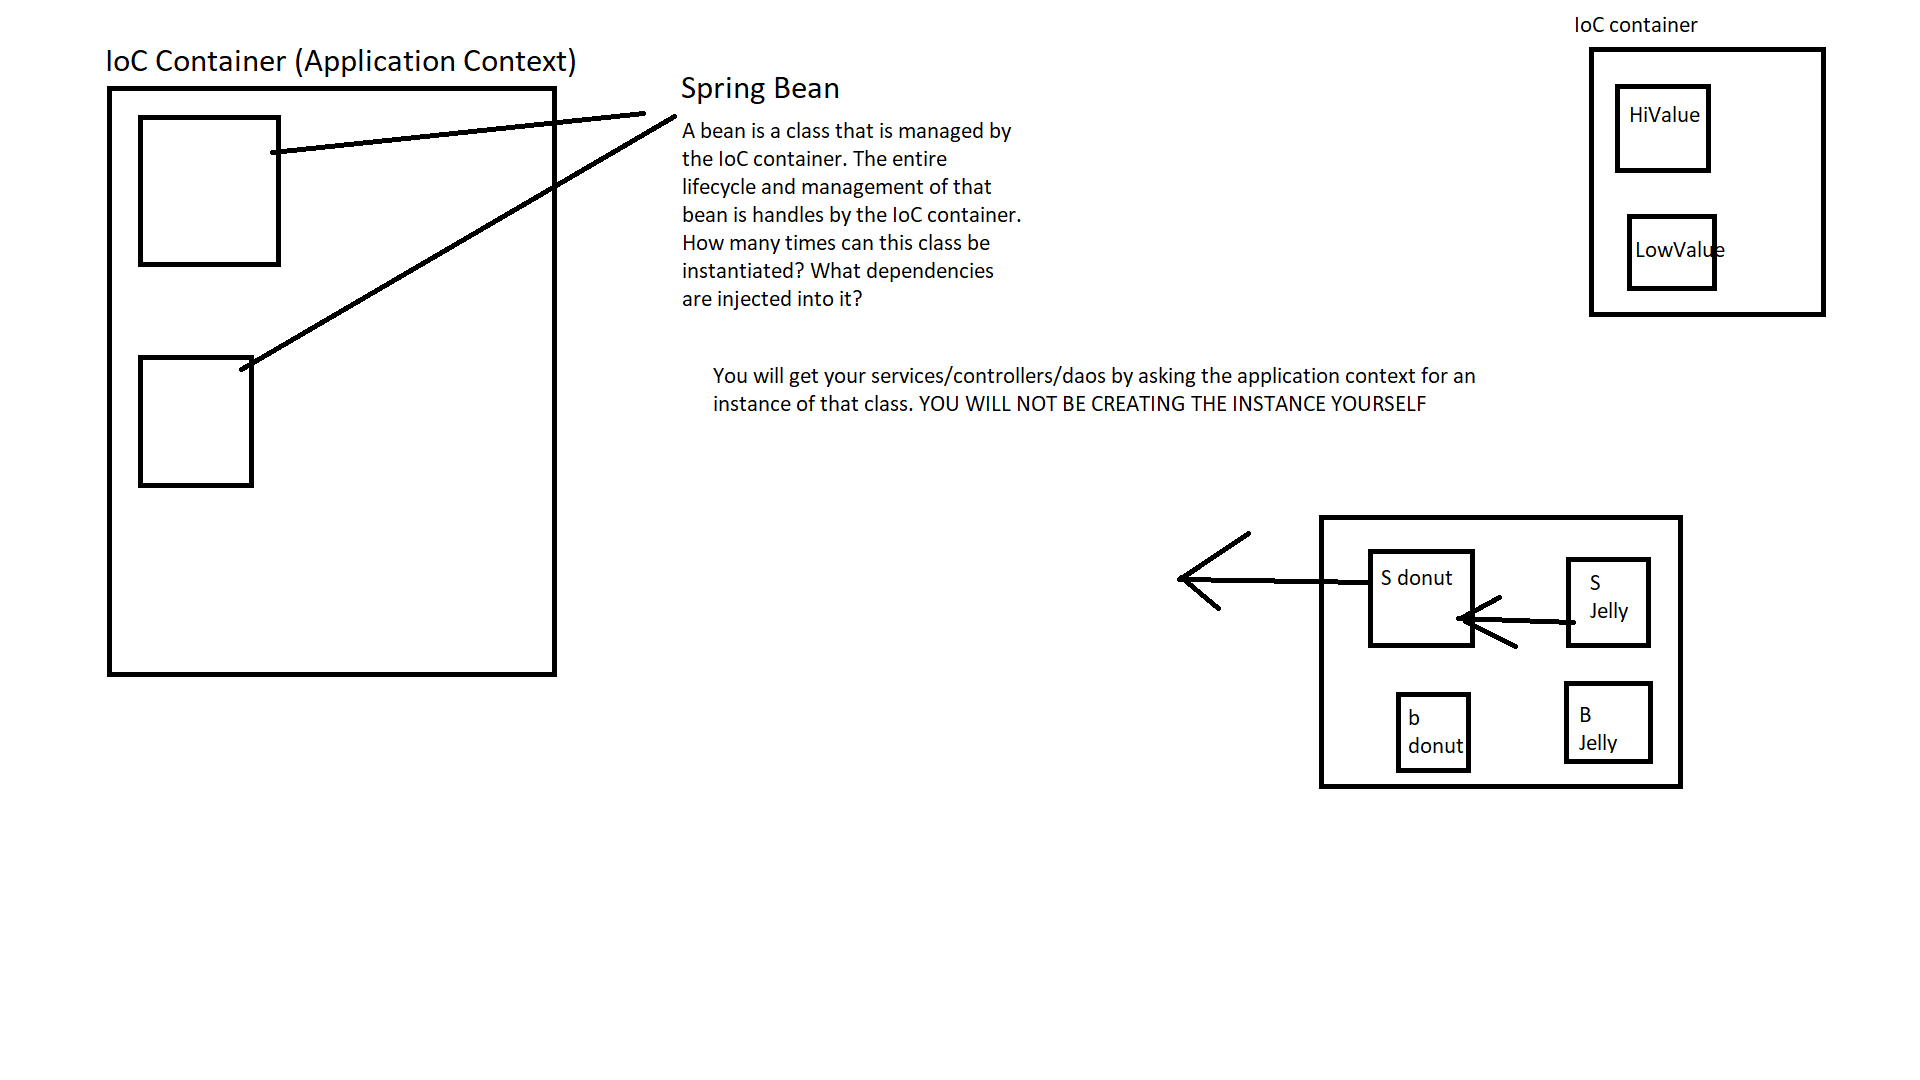 IoC Container (Application Context)
Spring Bean
A bean is a class that is managed by
the IoC container. The entire
lifecycle and management of that
bean is handles by the IoC container.
How many times can this class be
instantiated? What dependencies
are injected into it?
IoC container
HiValue
LowValue
You will get your services/controllers/daos by asking the application context for an
instance of that class. YOU WILL NOT BE CREATING THE INSTANCE YOURSELF
S donut
S
Jelly
b
donut
B
Jelly